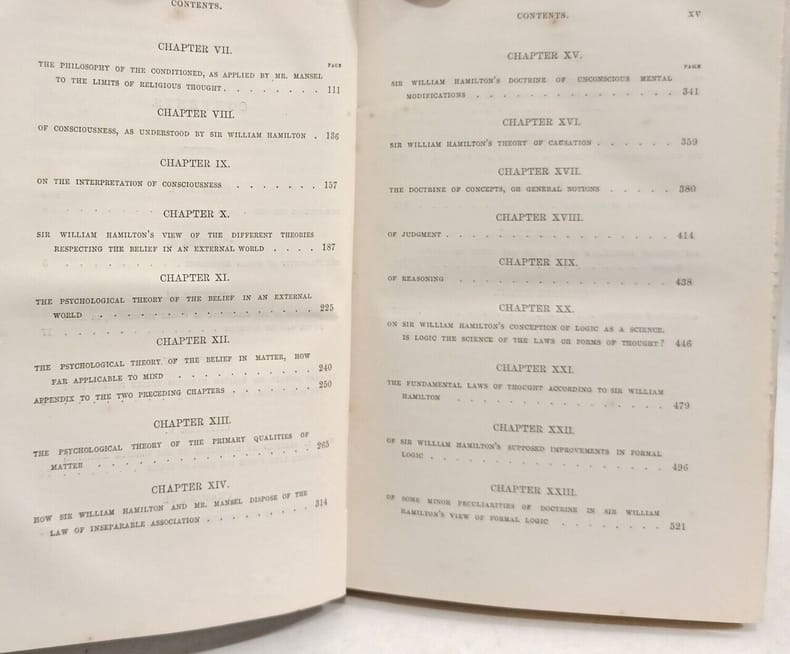 CONTENTS.
CHAPTER VII.
PAGE
THE PHILOSOPHY OF THE CONDITIONED, AS APPLIED BY MR. MANSEL
TO THE LIMITS OF RELIGIOUS THOUGHT. . . . . . . . 111
CHAPTER VIII.
OF CONSCIOUSNESS, AS UNDERSTOOD BY SIR WILLIAM HAMILTON . 136
CHAPTER IX.
ON THE INTERPRETATION OF CONSCIOUSNESS . . . . . . . 157
CHAPTER X.
SIR WILLIAM HAMILTON'S VIEW OF THE DIFFERENT THEORIES
RESPECTING THE BELIEF IN AN EXTERNAL WORLD . . . . 187
CHAPTER XI.
THE PSYCHOLOGICAL THEORY OF THE BELIEF IN AN EXTERNAL
WORLD . . . . . . . . . . . . . . 225
CHAPTER XII.
THE PSYCHOLOGICAL THEORY OF THE BELIEF IN MATTER, HOW
FAR APPLICABLE TO MIND . . . . . . . . . . 240
APPENDIX TO THE TWO PRECEDING CHAPTERS . . . . . . 250
CHAPTER XIII.
THE PSYCHOLOGICAL THEORY OF THE PRIMARY QUALITIES OF
MATTER . . . . . . . . . . . . . . 265
CHAPTER XIV.
HOW SIR WILLIAM HAMILTON AND MR. MANSEL DISPOSE OF THE
LAW OF INSEPARABLE ASSOCIATION . . . . . . . . 314
CONTENTS. XV
CHAPTER XV.
PAGE
SIR WILLIAM HAMILTON'S DOCTRINE OF UNCONSCIOUS MENTAL
MODIFICATIONS . . . . . . . . . . . . . 341
CHAPTER XVI.
SIR WILLIAM HAMILTON'S THEORY OF CAUSATION . . . . . . 359
CHAPTER XVII.
THE DOCTRINE OF CONCEPTS, OR GENERAL NOTIONS . . . . . 380
CHAPTER XVIII.
OF JUDGMENT . . . . . . . . . . . . . . 414
CHAPTER XIX.
OF REASONING . . . . . . . . . . . . . 438
CHAPTER XX.
ON SIR WILLIAM HAMILTON'S CONCEPTION OF LOGIC AS A SCIENCE.
IS LOGIC THE SCIENCE OF THE LAWS OR FORMS OF THOUGHT? 446
CHAPTER XXI.
THE FUNDAMENTAL LAWS OF THOUGHT ACCORDING TO SIR WILLIAM
HAMILTON . . . . . . . . . . . . . 479
CHAPTER XXII.
OF SIR WILLIAM HAMILTON'S SUPPOSED IMPROVEMENTS IN FORMAL
LOGIC . . . . . . . . . . . . . . 496
CHAPTER XXIII.
OF SOME MINOR PECULIARITIES OF DOCTRINE IN SIR WILLIAM
HAMILTON'S VIEW OF FORMAL LOGIC . . . . . . . . 521